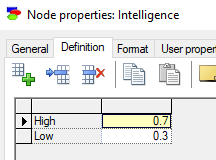 Node properties: Intelligence
General Definition Format User proper
High 0.7
Low 0.3